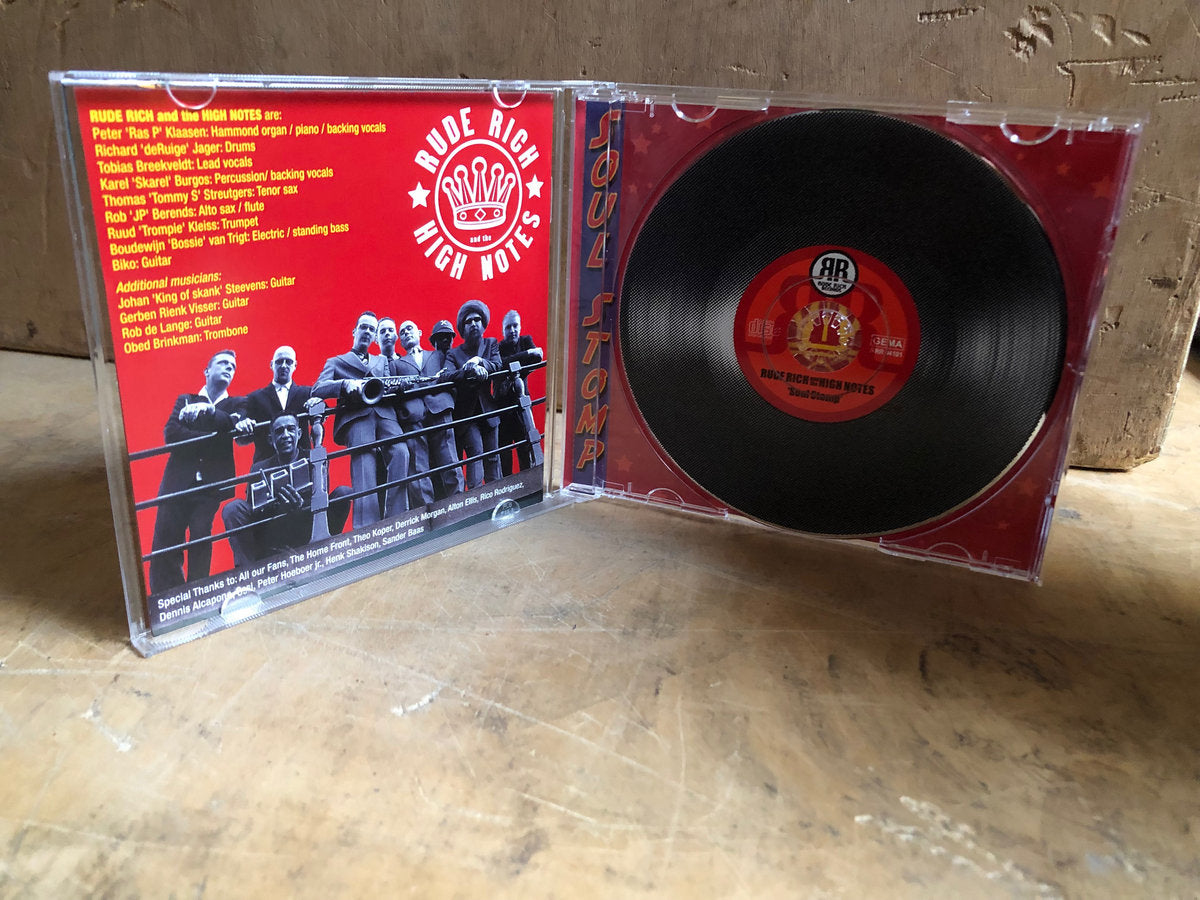 RUDE RICH and the HIGH NOTES are:
Peter 'Ras P' Klaasen: Hammond organ / piano / backing vocals
Richard 'deRuige' Jager: Drums
Tobias Breekveldt: Lead vocals
Karel 'Skarel' Burgos: Percussion/ backing vocals
Thomas 'Tommy S' Streutgers: Tenor sax
Rob 'JP' Berends: Alto sax / flute
Ruud 'Trompie' Kleiss: Trumpet
Boudewijn 'Bossie' van Trigt: Electric / standing bass
Biko: Guitar
Additional musicians:
Johan 'King of skank' Steevens: Guitar
Gerben Rienk Visser: Guitar
Rob de Lange: Guitar
Obed Brinkman: Trombone
RUDE RICH
and the
HIGH NOTES
Special Thanks to: All our Fans, The Home Front, Theo Koper, Derrick Morgan, Alton Ellis, Rico Rodriguez,
Dennis Alcapone, Peter Hoeboer jr., Henk Shakison, Sander Baas
SOUL STOMP
RR
disc
GEMA
RUDE RICH and the HIGH NOTES
"Soul Stomp"